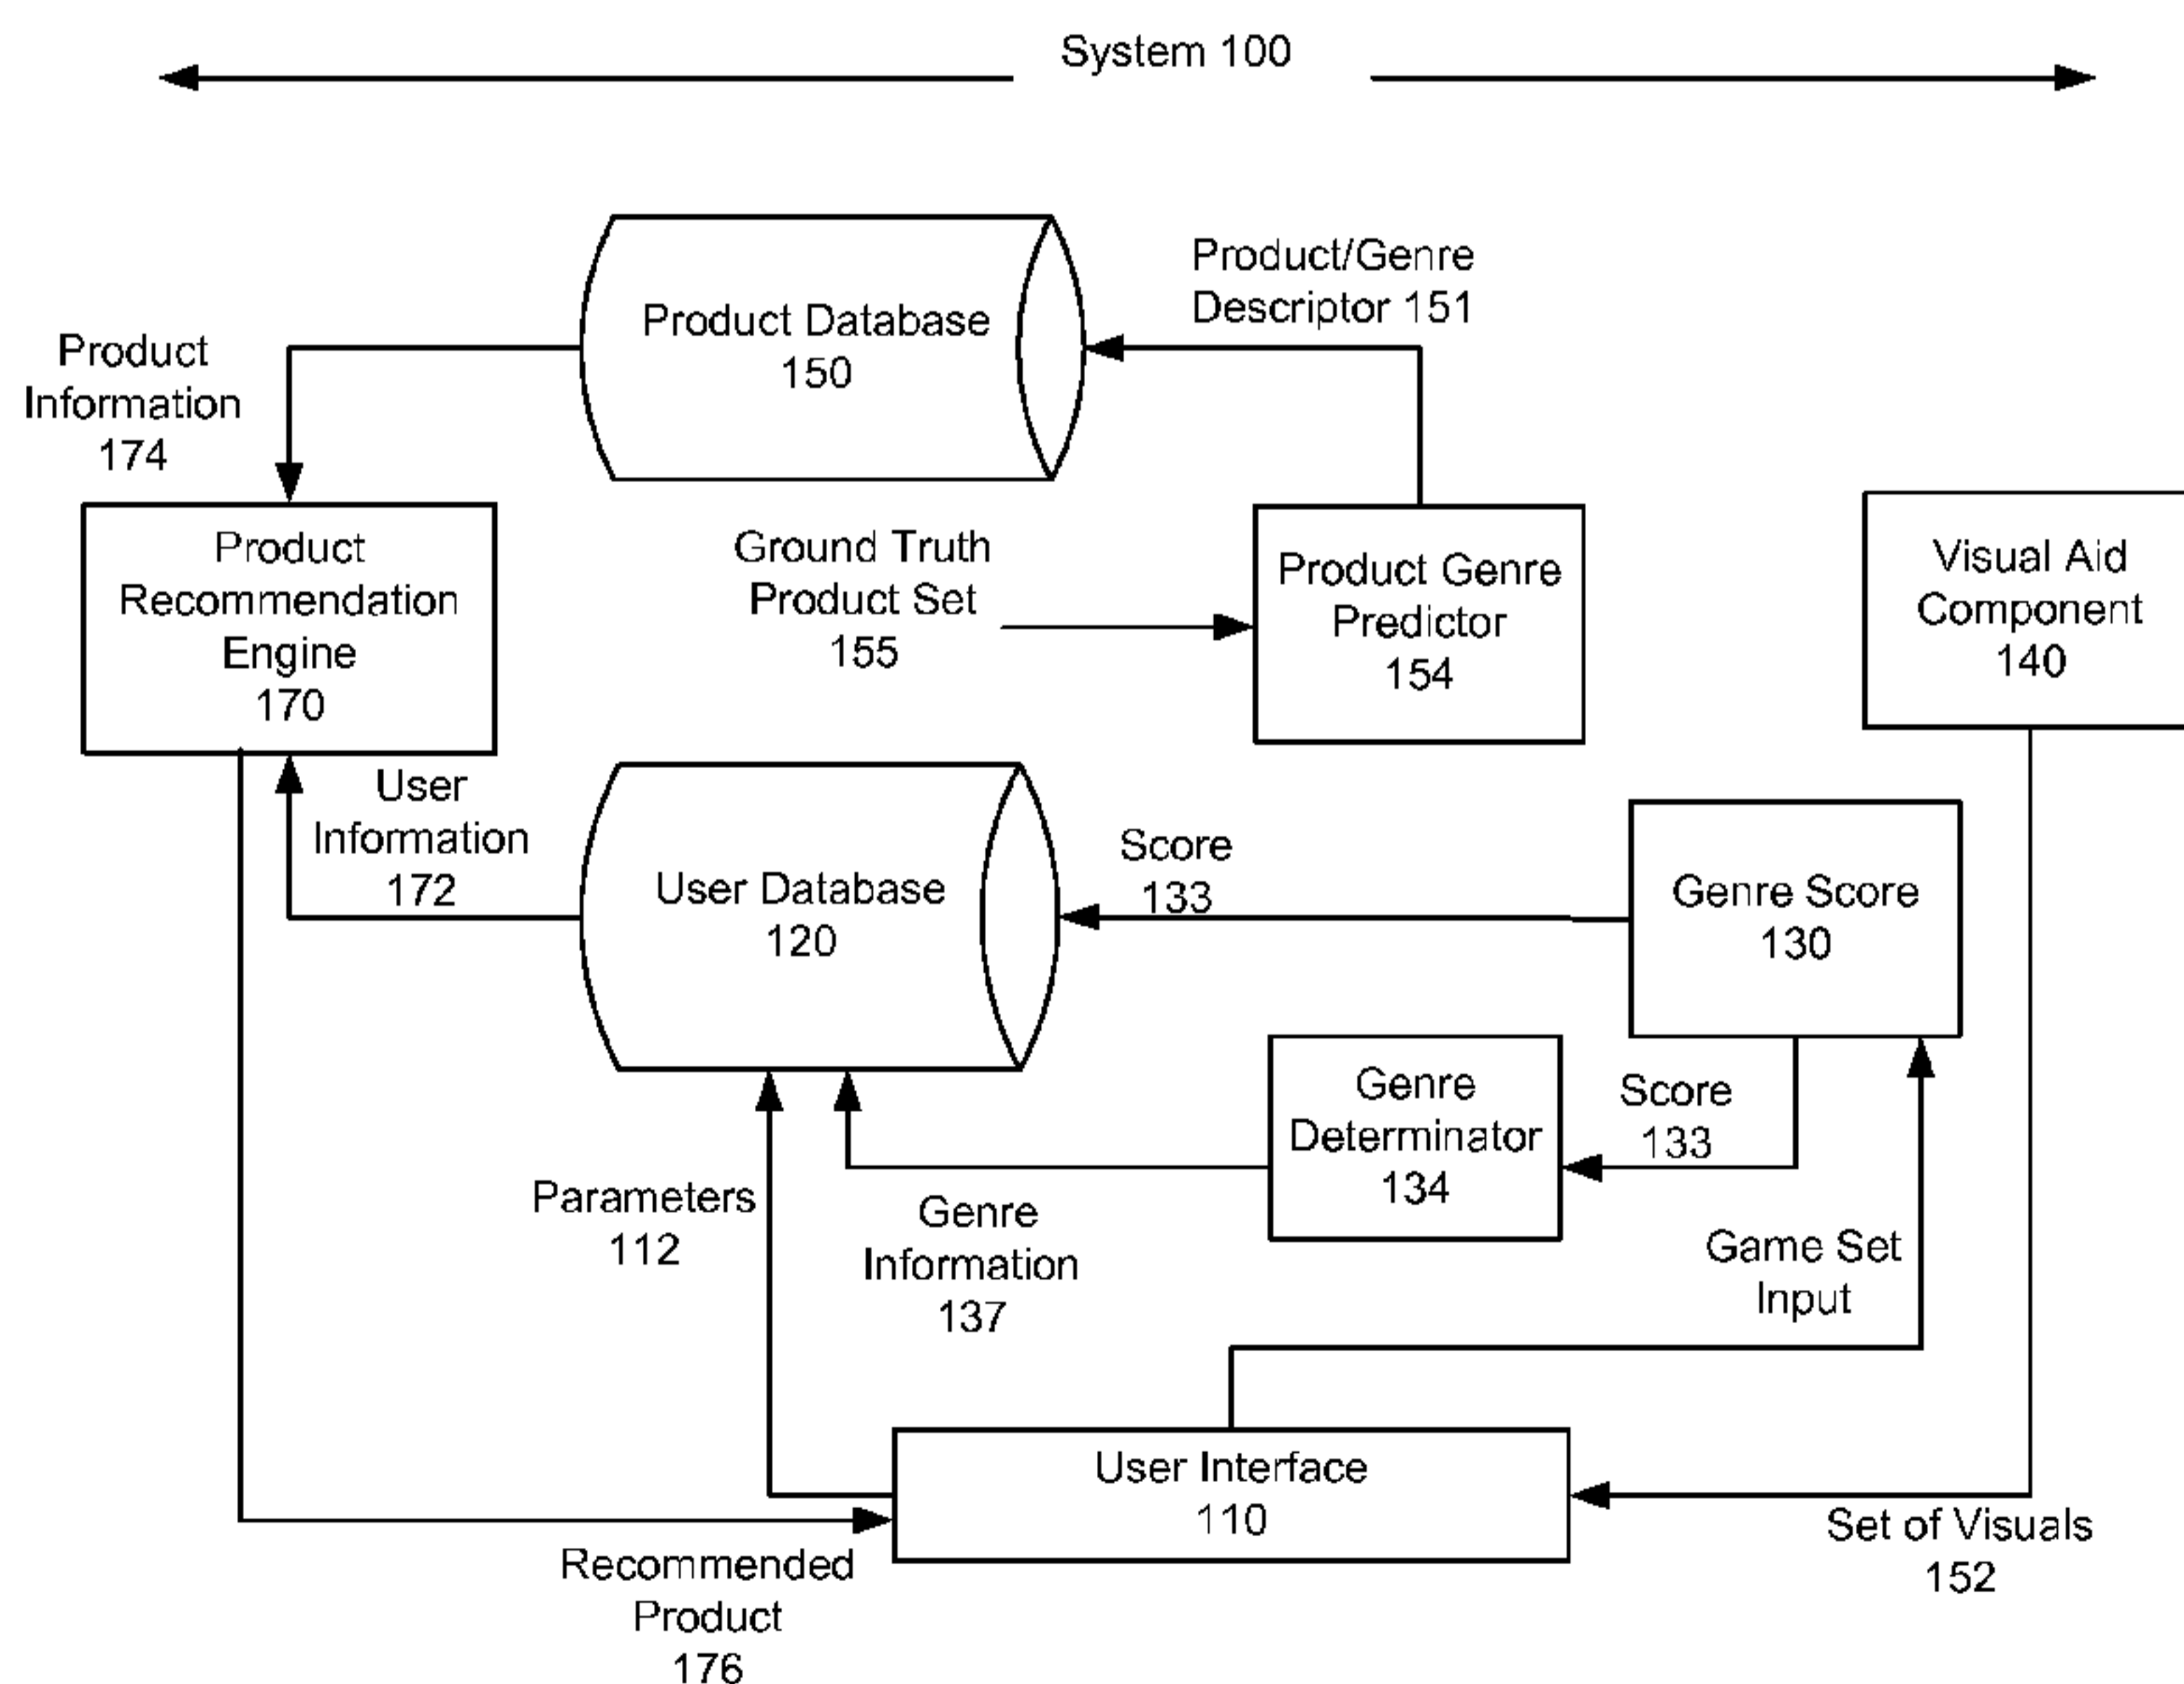 System 100
Product/Genre
Descriptor 151
Product Database
150
Product
Information
174
Product
Recommendation
Engine
170
Ground Truth
Product Set
155
Product Genre
Predictor
154
Visual Aid
Component
140
User
Information
172
User Database
120
Score
133
Genre Score
130
Genre
Determinator
134
Score
133
Parameters
112
Genre
Information
137
Game Set
Input
User Interface
110
Set of Visuals
152
Recommended
Product
176